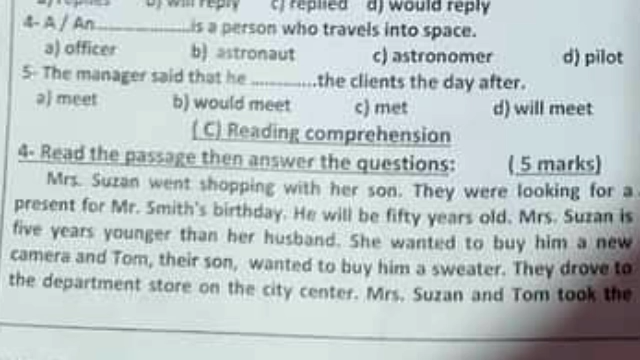 a) replies b) will reply c) replied d) would reply
4- A / An...................is a person who travels into space.
a) officer b) astronaut c) astronomer d) pilot
5- The manager said that he .............the clients the day after.
a) meet b) would meet c) met d) will meet
( C) Reading comprehension
4- Read the passage then answer the questions: ( 5 marks)
Mrs. Suzan went shopping with her son. They were looking for a
present for Mr. Smith's birthday. He will be fifty years old. Mrs. Suzan is
five years younger than her husband. She wanted to buy him a new
camera and Tom, their son, wanted to buy him a sweater. They drove to
the department store on the city center. Mrs. Suzan and Tom took the